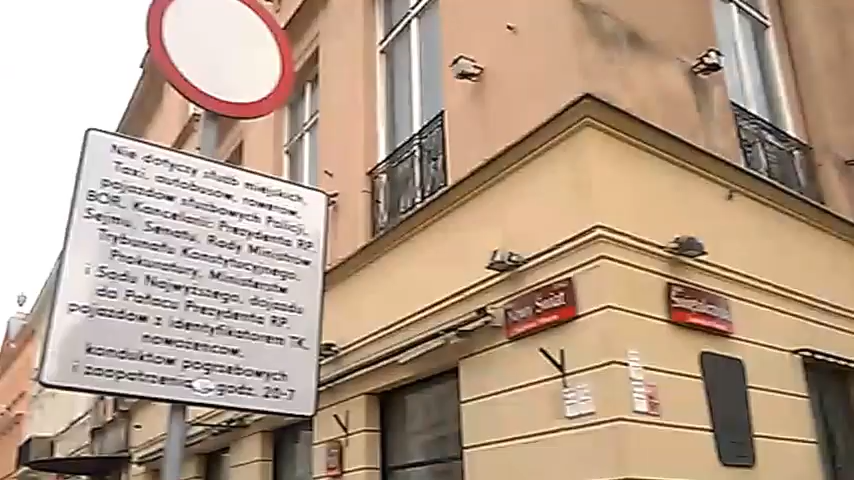 Nie dotyczy służb miejskich,
Taxi, autobusów, rowerów,
pojazdów służbowych Policji,
BOR, Kancelarii Prezydenta RP,
Sejmu, Senatu, Rady Ministrów
Trybunału Konstytucyjnego,
Prokuratury, Ministerstw
i Sądu Najwyższego, dojazdu
do Pałacu Prezydenta RP,
pojazdów z identyfikatorem TK,
nowożeńców,
konduktów pogrzebowych
i zaopatrzenia w godz. 20-7
Nowy Świat